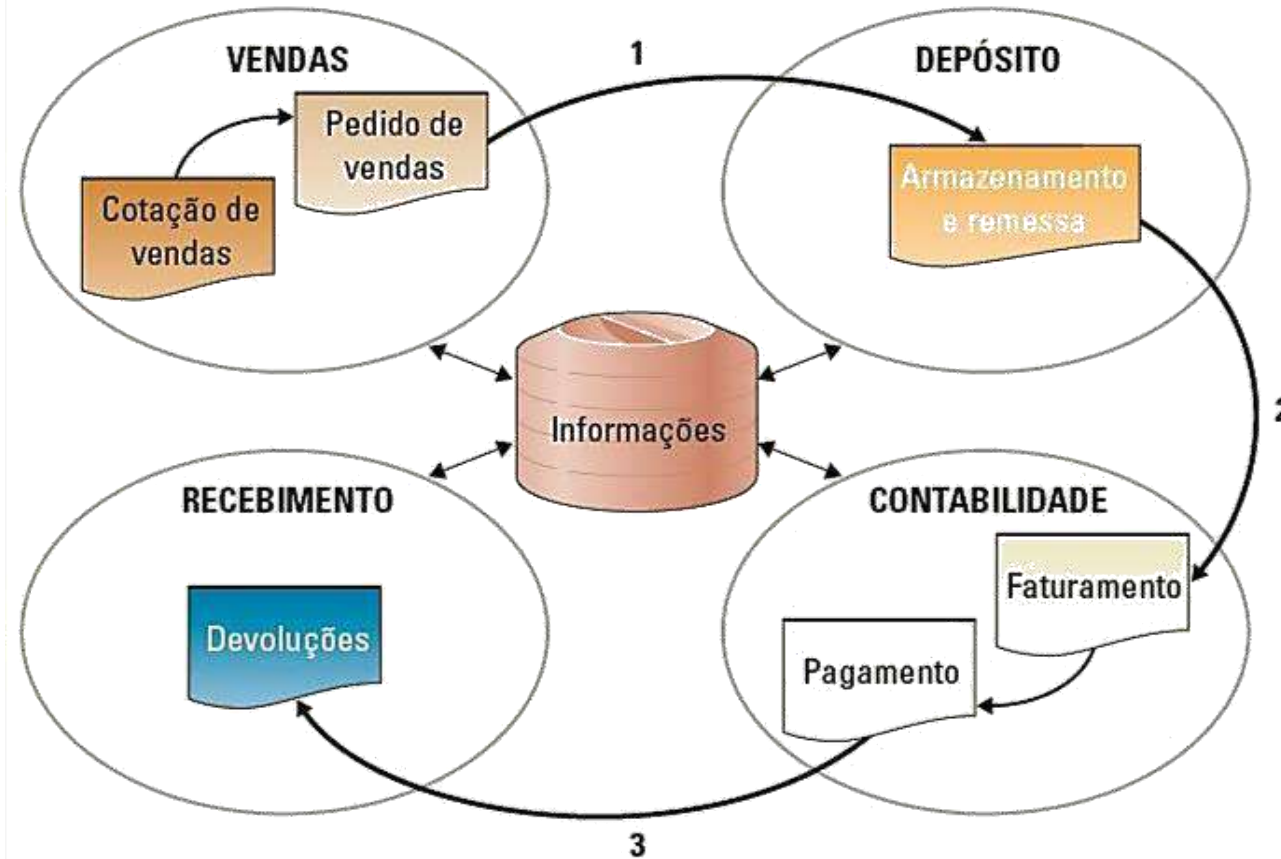 VENDAS
Cotação de
vendas
Pedido de
vendas
1
DEPÓSITO
Armazenamento
e remessa
2
Informações
CONTABILIDADE
Faturamento
Pagamento
3
RECEBIMENTO
Devoluções